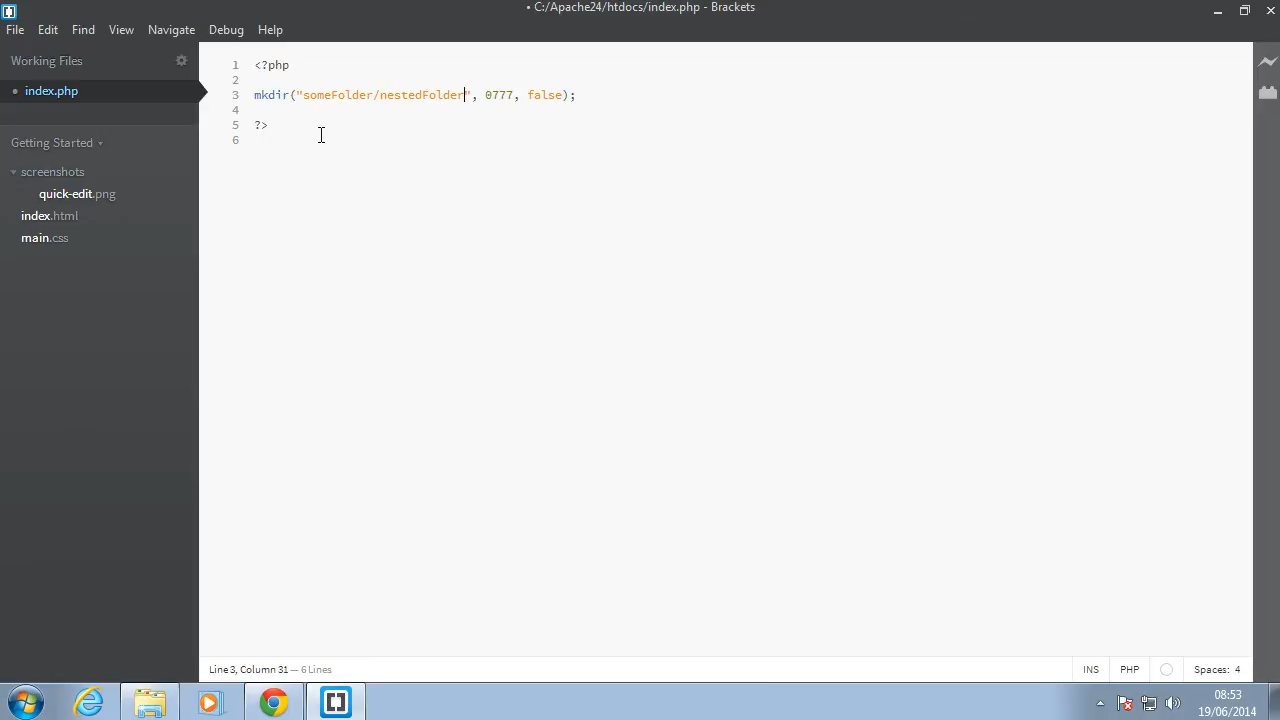 • C:/Apache24/htdocs/index.php - Brackets
File Edit Find View Navigate Debug Help
Working Files
• index.php
Getting Started
screenshots
quick-edit.png
index.html
main.css
1 <?php
2
3 mkdir("someFolder/nestedFolder", 0777, false);
4
5 ?>
6
Line 3, Column 31 — 6 Lines
INS PHP Spaces: 4
08:53
19/06/2014